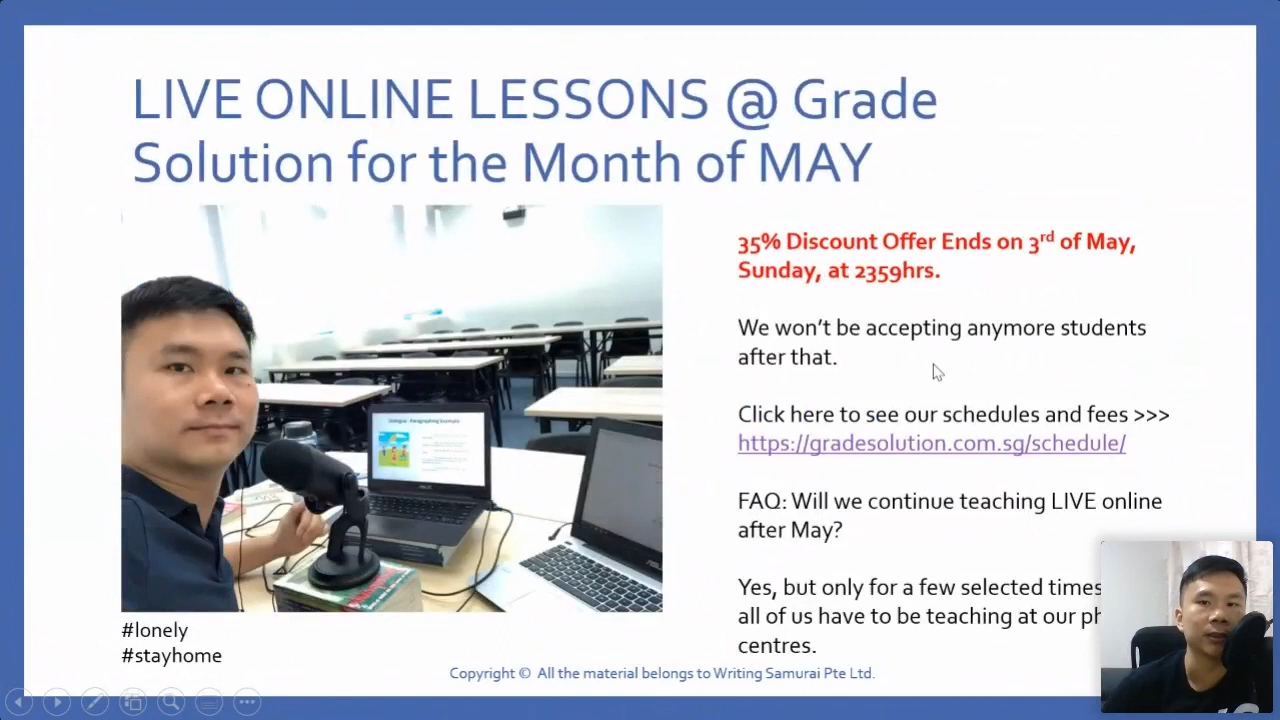 LIVE ONLINE LESSONS @ Grade
Solution for the Month of MAY
35% Discount Offer Ends on 3rd of May,
Sunday, at 2359hrs.
We won't be accepting anymore students
after that.
Click here to see our schedules and fees >>>
https://gradesolution.com.sg/schedule/
FAQ: Will we continue teaching LIVE online
after May?
Yes, but only for a few selected times
all of us have to be teaching at our
centres.
#lonely
#stayhome
Copyright © All the material belongs to Writing Samurai Pte Ltd.